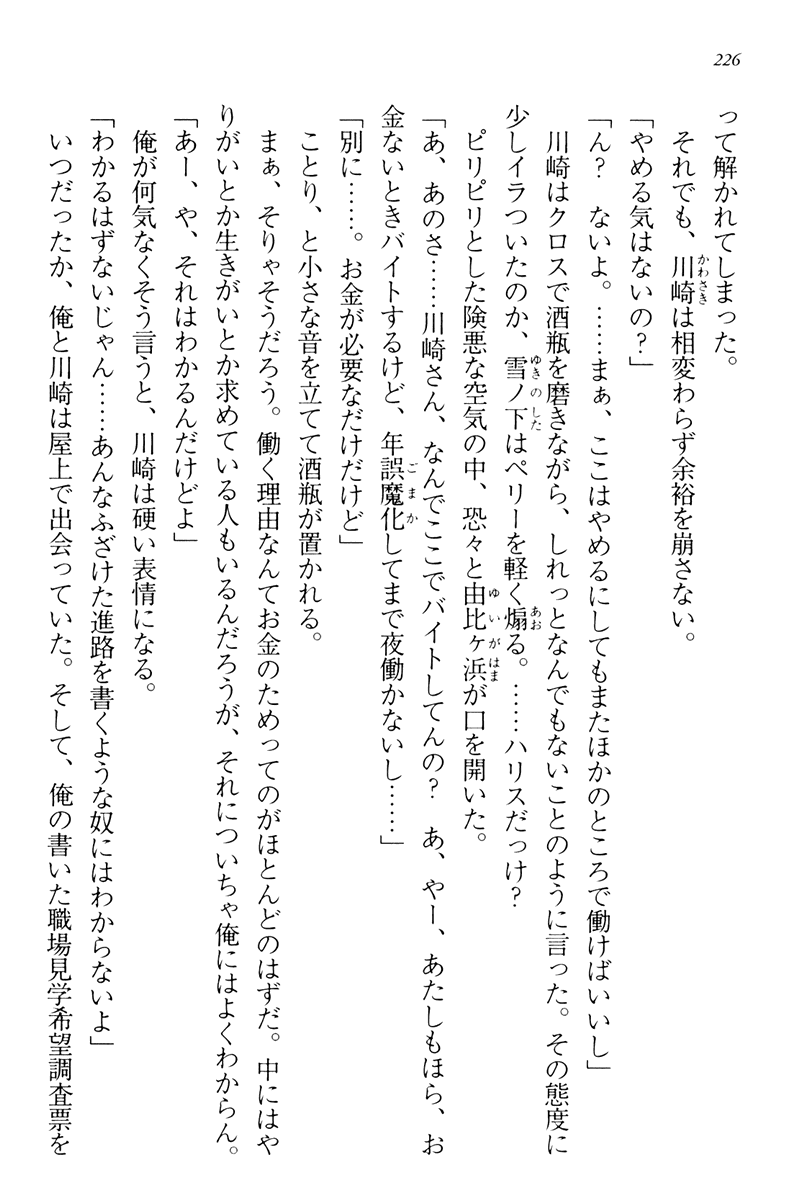 226
って解かれてしまった。
それでも、川崎は相変わらず余裕を崩さない。
「やめる気はないの？」
「ん？　ないよ。……まぁ、ここはやめるにしてもまたほかのところで働けばいいし」
川崎はクロスで酒瓶を磨きながら、しれっとなんでもないことのように言った。その態度に
少しイラついたのか、雪ノ下はペリーを軽く煽る。……ハリスだっけ？
ピリピリとした険悪な空気の中、恐々と由比ヶ浜が口を開いた。
「あ、あのさ……川崎さん、なんでここでバイトしてんの？　あ、やー、あたしもほら、お
金ないときバイトするけど、年誤魔化してまで夜働かないし……」
「別に……。お金が必要なだけだけど」
ことり、と小さな音を立てて酒瓶が置かれる。
まぁ、そりゃそうだろう。働く理由なんてお金のためってのがほとんどのはずだ。中にはや
りがいとか生きがいとか求めている人もいるんだろうが、それについちゃ俺にはよくわからん。
「あー、や、それはわかるんだけどよ」
俺が何気なくそう言うと、川崎は硬い表情になる。
「わかるはずないじゃん……あんなふざけた進路を書くような奴にはわからないよ」
いつだったか、俺と川崎は屋上で出会っていた。そして、俺の書いた職場見学希望調査票を